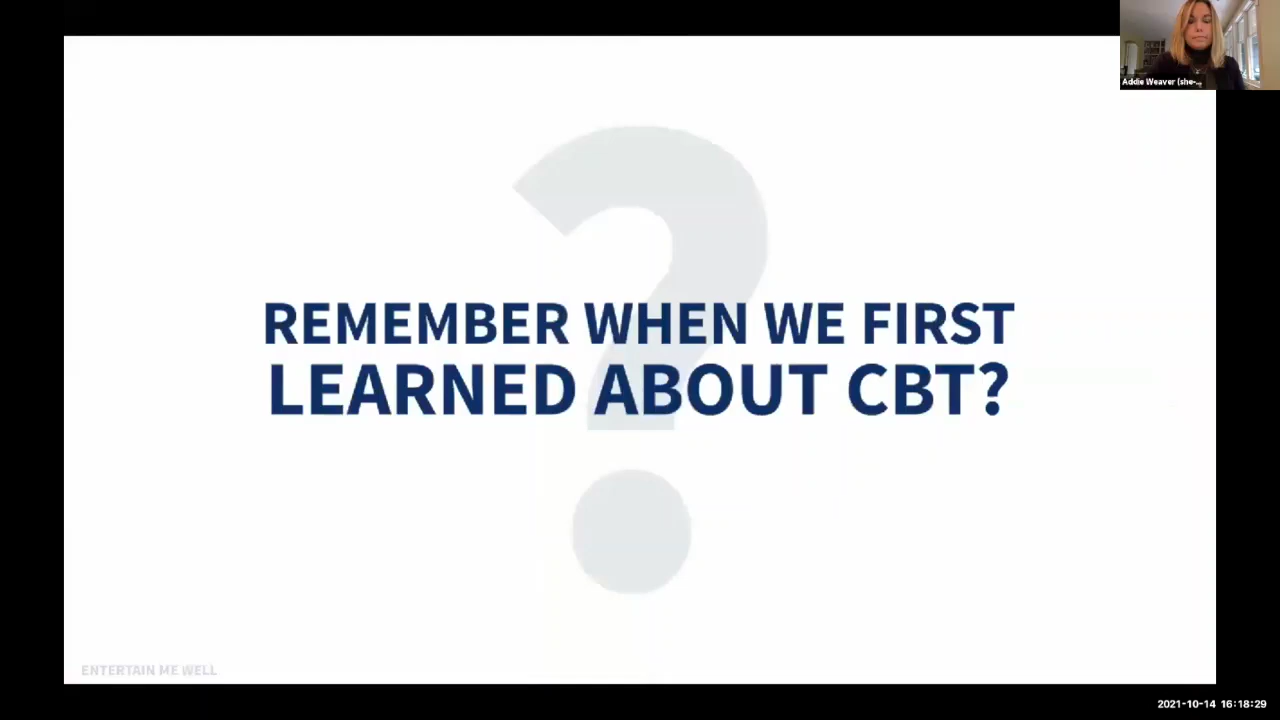 Addie Weaver (she-...
REMEMBER WHEN WE FIRST
LEARNED ABOUT CBT?
ENTERTAIN ME WELL
2021-10-14 16:18:29